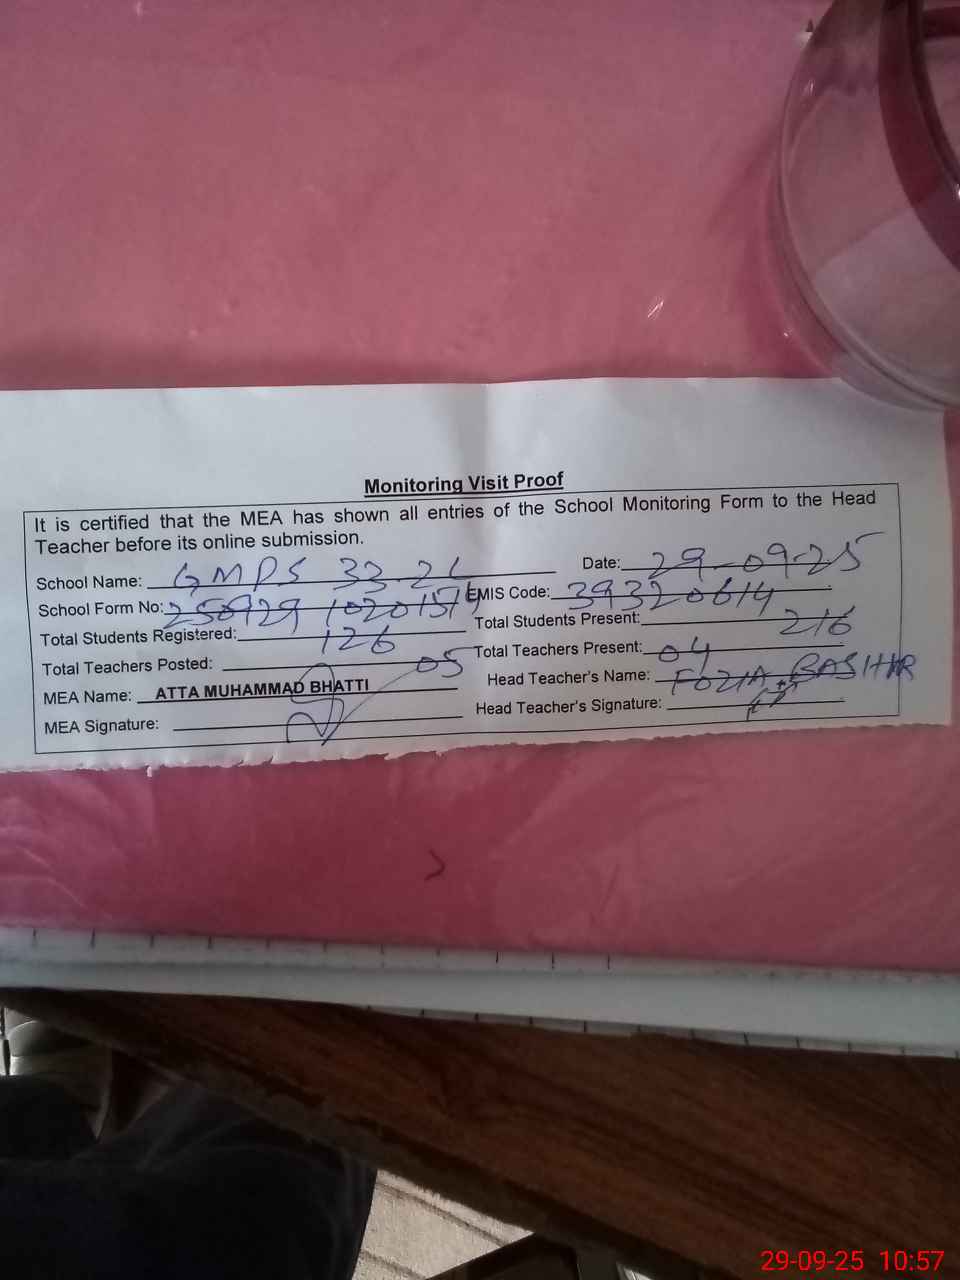 Monitoring Visit Proof
It is certified that the MEA has shown all entries of the School Monitoring Form to the Head
Teacher before its online submission.
School Name: GMPS 33-2L Date: 29-09-25
School Form No: 250929 10201514 EMIS Code: 39320614
Total Students Registered: 126 Total Students Present: 216
Total Teachers Posted: 05 Total Teachers Present: 04
MEA Name: ATTA MUHAMMAD BHATTI Head Teacher's Name: FOZIA BASHIR
MEA Signature: Head Teacher's Signature:
29-09-25 10:57